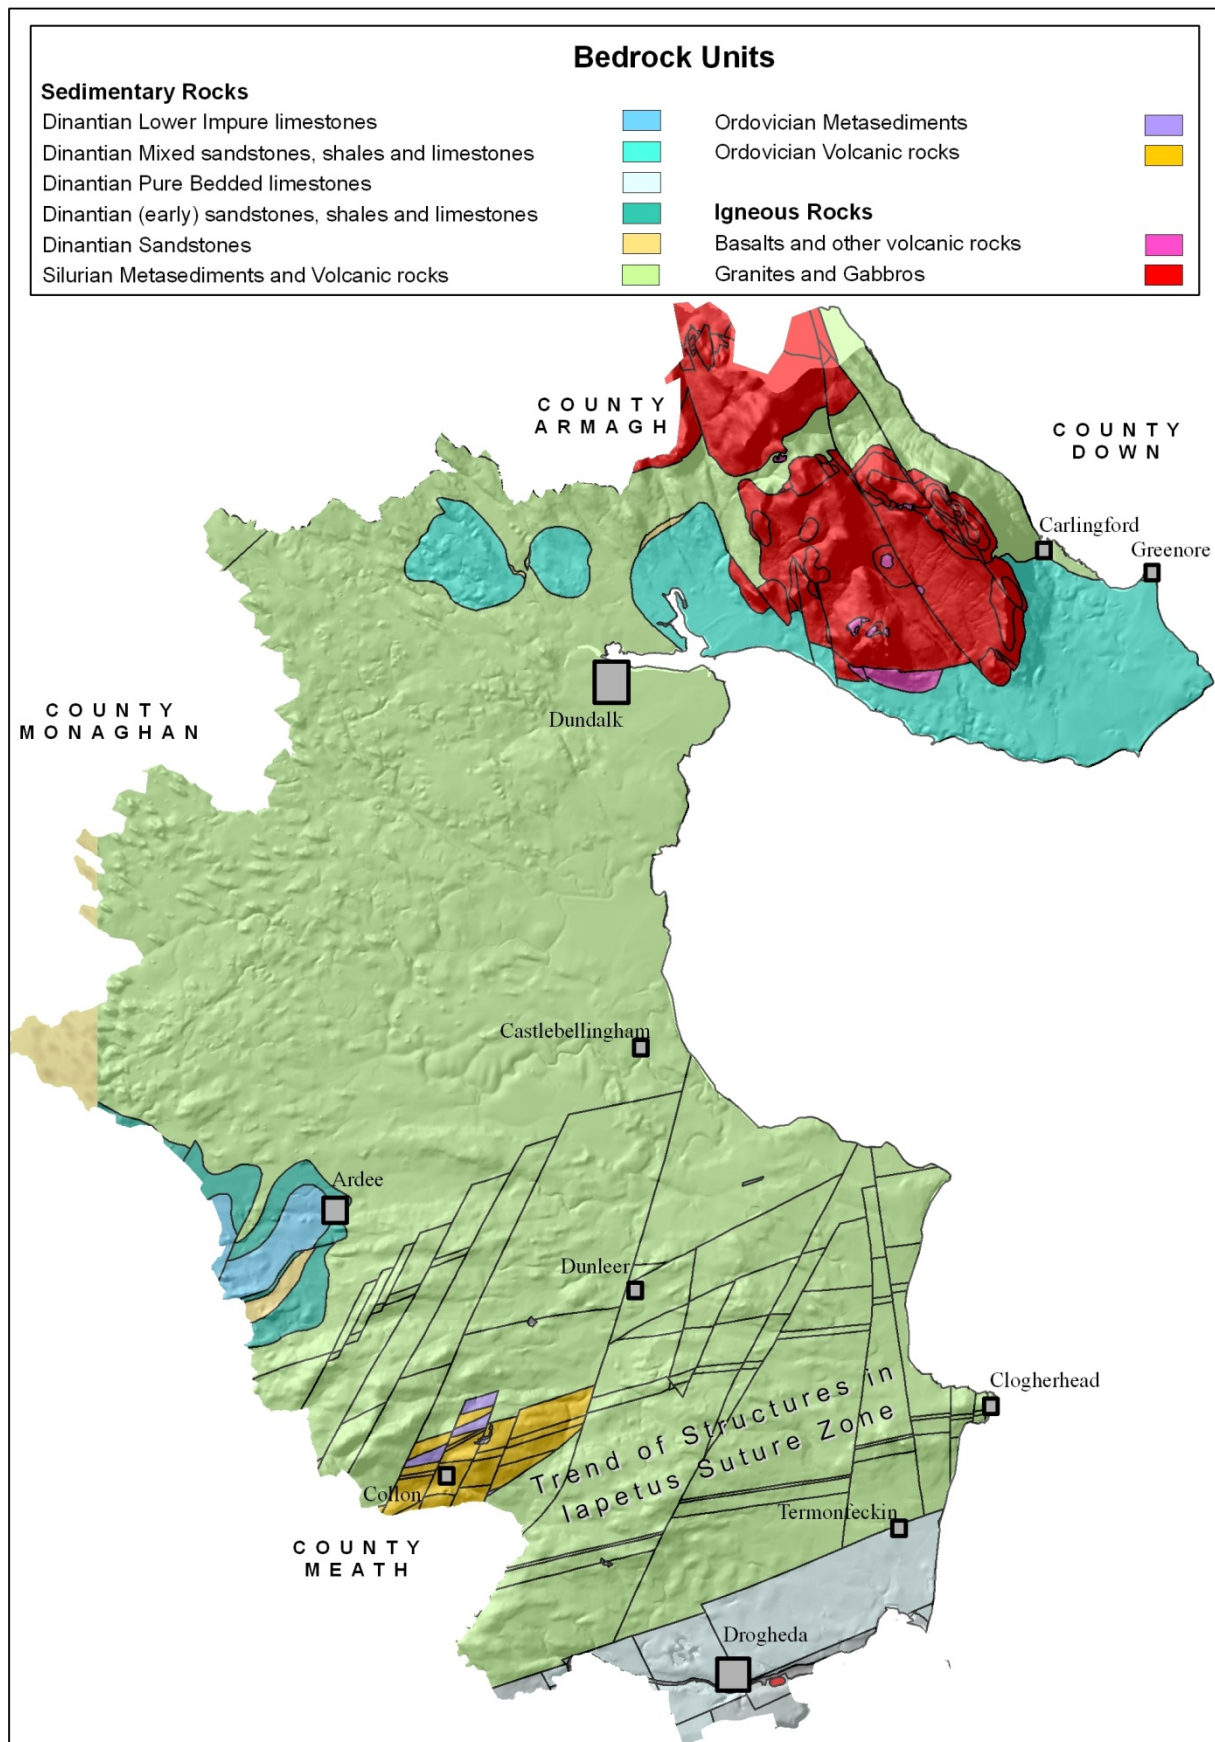 Bedrock Units
Sedimentary Rocks
Dinantian Lower Impure limestones
Dinantian Mixed sandstones, shales and limestones
Dinantian Pure Bedded limestones
Dinantian (early) sandstones, shales and limestones
Dinantian Sandstones
Silurian Metasediments and Volcanic rocks
Ordovician Metasediments
Ordovician Volcanic rocks
Igneous Rocks
Basalts and other volcanic rocks
Granites and Gabbros
COUNTY
ARMAGH
COUNTY
DOWN
Carlingford
Greenore
COUNTY
MONAGHAN
Dundalk
Castlebellingham
Ardee
Dunleer
Clogherhead
Trend of Structures in
Iapetus Suture Zone
Collon
Termonfeckin
COUNTY
MEATH
Drogheda